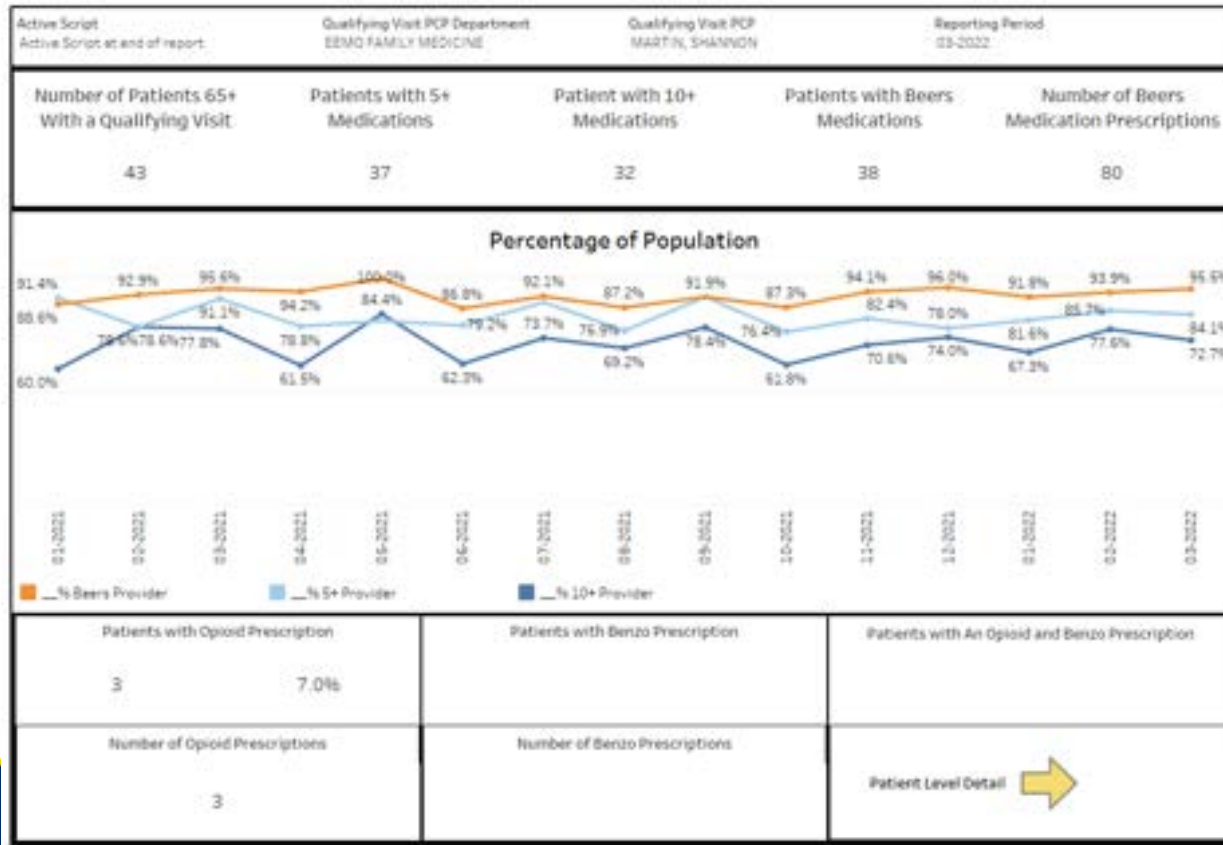 Active Script Qualifying Visit PCP Department Qualifying Visit PCP Reporting Period
Active Script at end of report EEMO FAMILY MEDICINE MARTIN, SHANNON 03-2022
Number of Patients 65+ Patients with 5+ Patient with 10+ Patients with Beers Number of Beers
With a Qualifying Visit Medications Medications Medications Medication Prescriptions
43 37 32 38 80
Percentage of Population
91.4% 92.9% 95.6% 94.2% 100.0% 86.8% 92.1% 87.2% 91.9% 87.3% 94.1% 96.0% 91.8% 93.9% 95.5%
88.6% 78.6% 91.1% 78.8% 84.4% 79.2% 73.7% 76.9% 76.4% 82.4% 78.0% 81.6% 85.7% 84.1%
60.0% 78.6% 77.8% 61.5% 62.3% 69.2% 78.4% 61.8% 70.6% 74.0% 67.3% 77.6% 72.7%
01-2021 02-2021 03-2021 04-2021 05-2021 06-2021 07-2021 08-2021 09-2021 10-2021 11-2021 12-2021 01-2022 02-2022 03-2022
__% Beers Provider __% 5+ Provider __% 10+ Provider
Patients with Opioid Prescription Patients with Benzo Prescription Patients with An Opioid and Benzo Prescription
3 7.0%
Number of Opioid Prescriptions Number of Benzo Prescriptions
Patient Level Detail
3